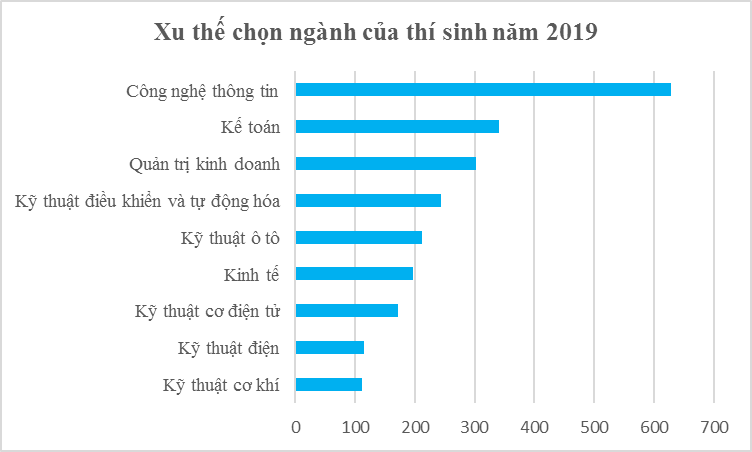 Xu thế chọn ngành của thí sinh năm 2019
Công nghệ thông tin
Kế toán
Quản trị kinh doanh
Kỹ thuật điều khiển và tự động hóa
Kỹ thuật ô tô
Kinh tế
Kỹ thuật cơ điện tử
Kỹ thuật điện
Kỹ thuật cơ khí
0 100 200 300 400 500 600 700